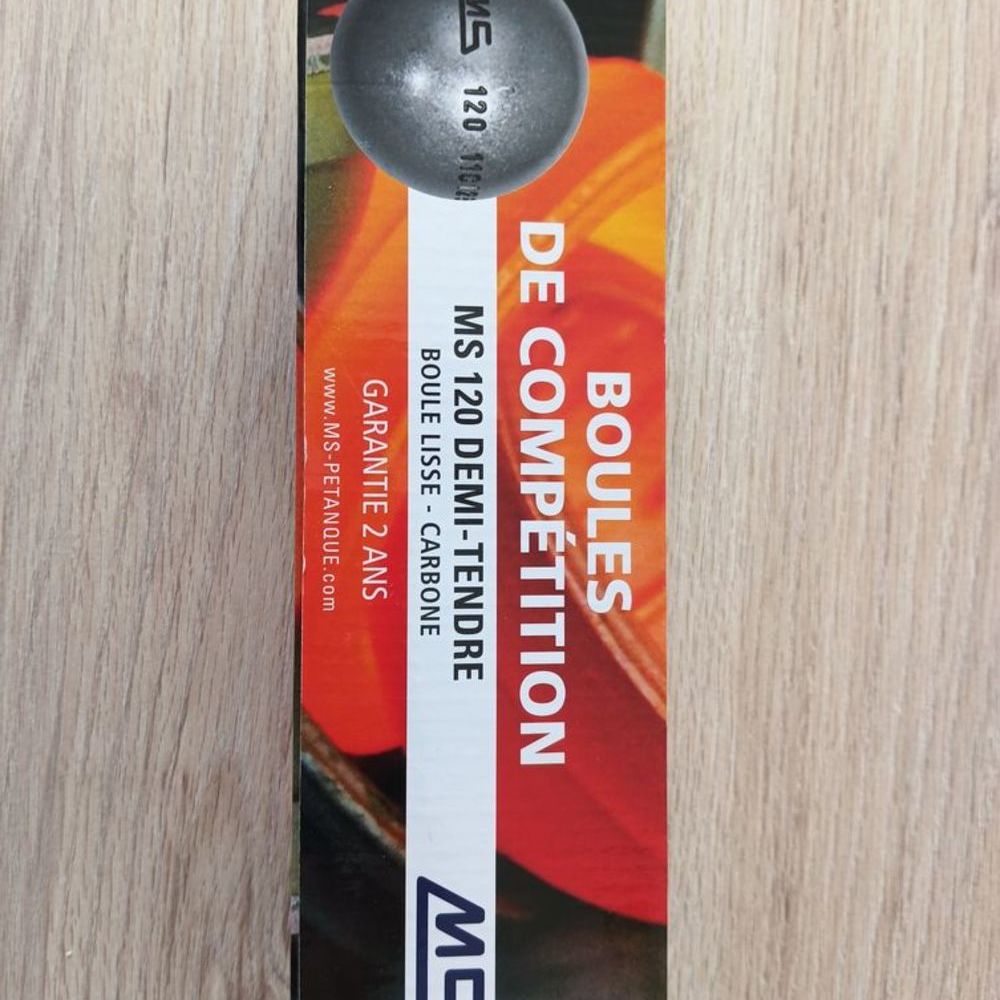 MS
120
BOULES
DE COMPÉTITION
MS 120 DEMI-TENDRE
BOULE LISSE - CARBONE
GARANTIE 2 ANS
www.MS-PETANQUE.com